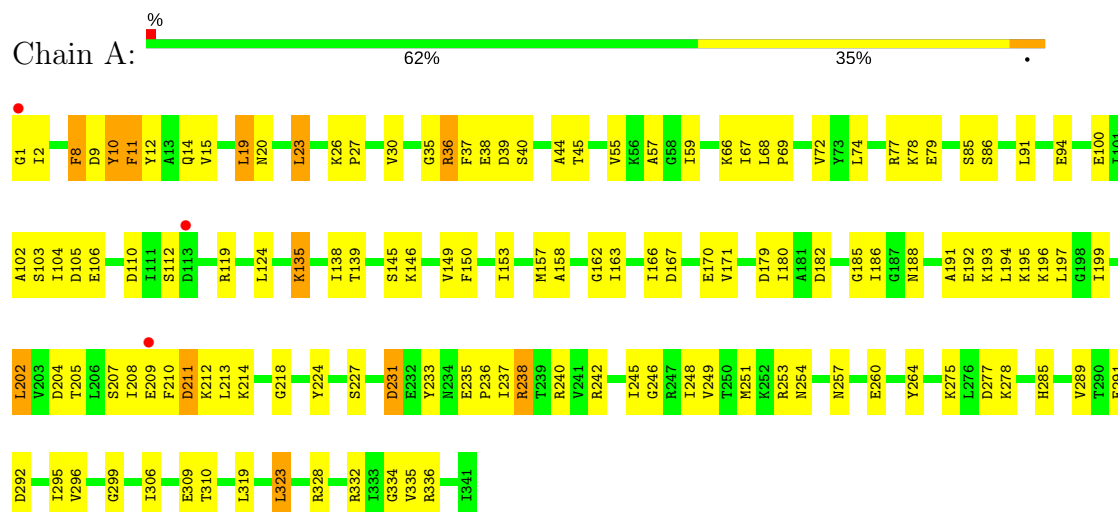 %
Chain A:
62% 35% •
G1 I2 F8 D9 Y10 F11 Y12 A13 Q14 V15 L19 N20 L23 K26 P27 V30 G35 R36 F37 E38 D39 S40 A44 T45 V55 K56 A57 G58 I59 K66 I67 L68 P69 V72 Y73 L74 R77 K78 E79 S85 S86 L91 E94 E100 I101
A102 S103 I104 D105 E106 D110 I111 S112 D113 R119 L124 K135 I138 T139 S145 K146 V149 F150 I153 M157 A158 G162 I163 I166 D167 E170 V171 D179 I180 A181 D182 G185 I186 G187 N188 A191 E192 K193 L194 K195 K196 L197 G198 I199
L202 V203 D204 T205 L206 S207 I208 E209 F210 D211 K212 L213 K214 G218 Y224 S227 D231 E232 Y233 N234 E235 P236 I237 R238 T239 R240 V241 R242 I245 G246 R247 I248 V249 T250 M251 K252 R253 N254 N257 E260 Y264 K275 L276 D277 K278 H285 V289 T290
D292 I295 V296 G299 I306 E309 T310 L319 L323 R328 R332 I333 G334 V335 R336 I341